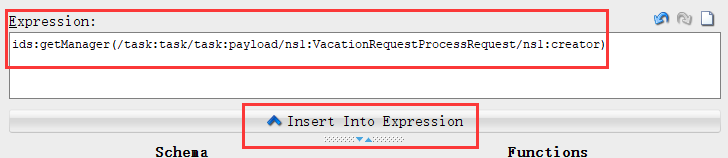 Expression:
ids:getManager(/task:task/task:payload/ns1:VacationRequestProcessRequest/ns1:creator)
Insert Into Expression
Schema Functions